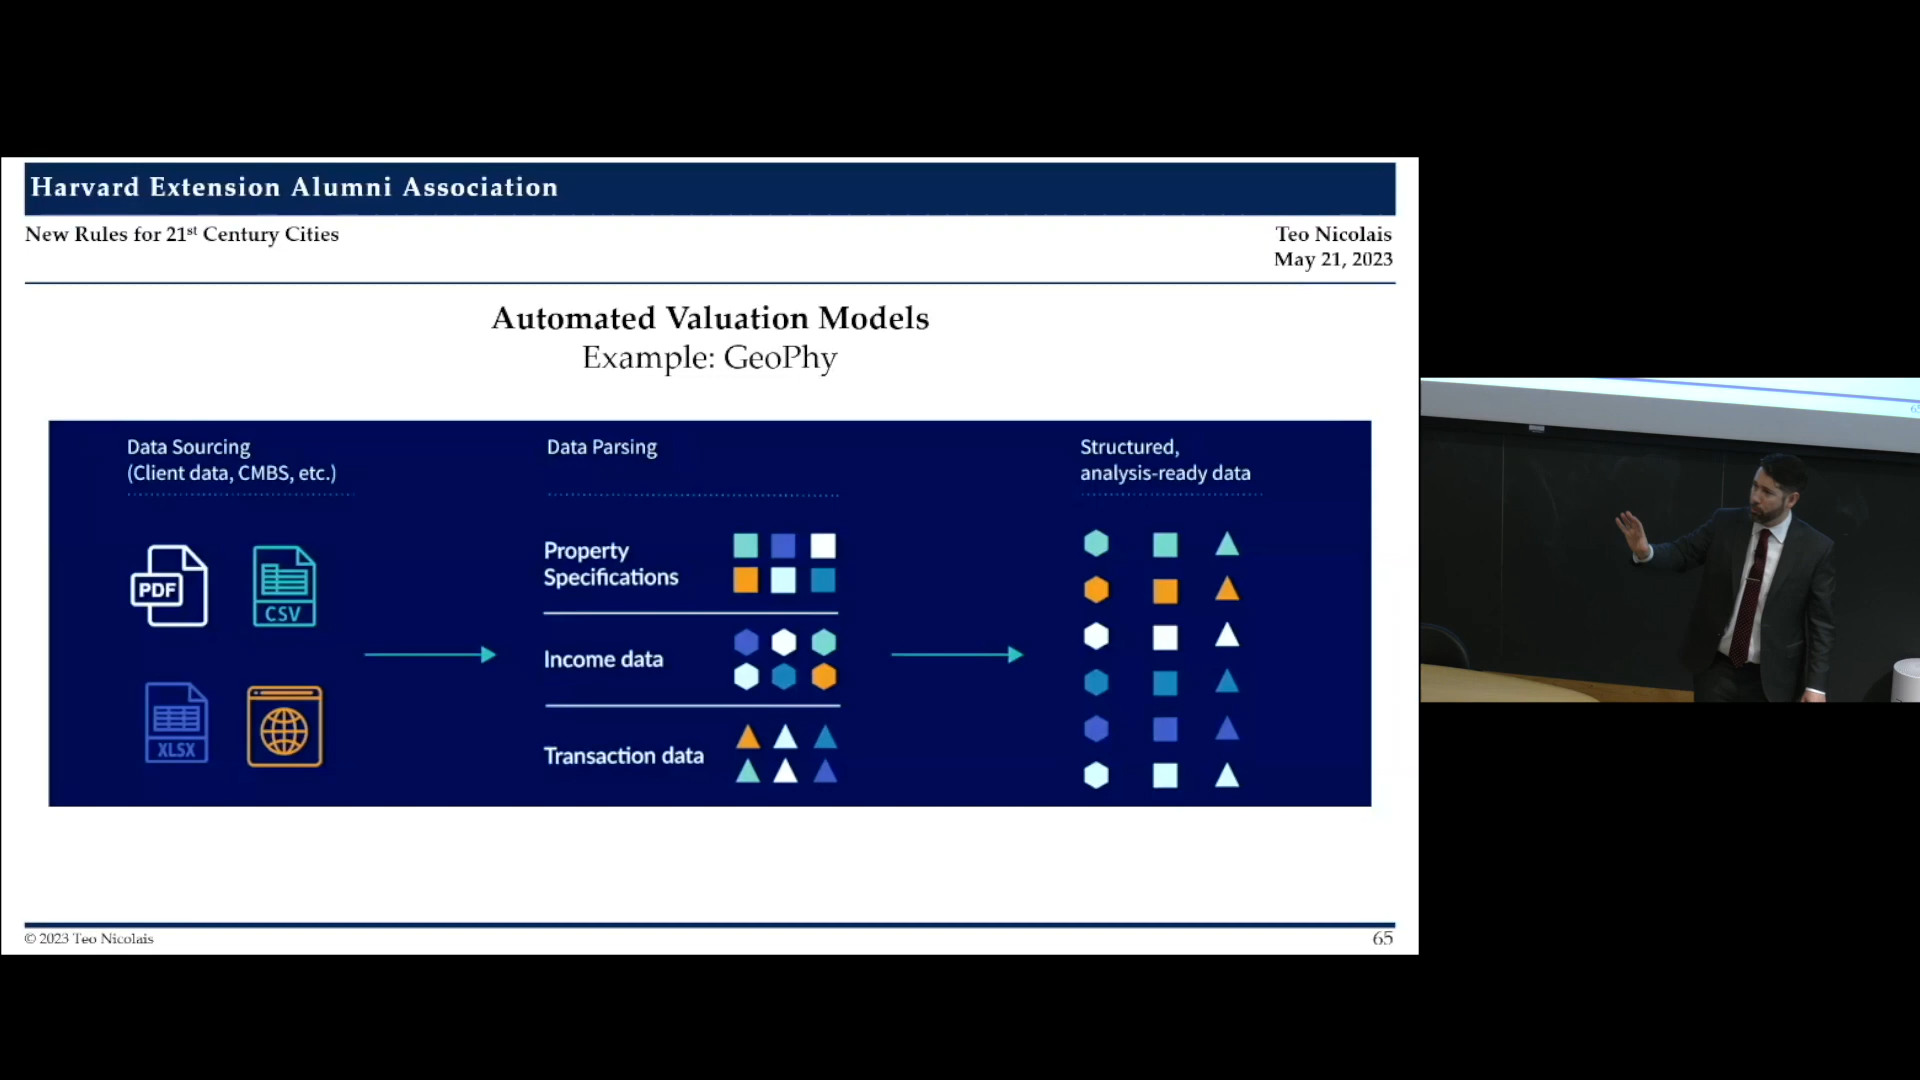 Harvard Extension Alumni Association
New Rules for 21st Century Cities
Teo Nicolais
May 21, 2023
Automated Valuation Models
Example: GeoPhy
Data Sourcing
(Client data, CMBS, etc.)
PDF
CSV
XLSX
Data Parsing
Property
Specifications
Income data
Transaction data
Structured,
analysis-ready data
© 2023 Teo Nicolais
65